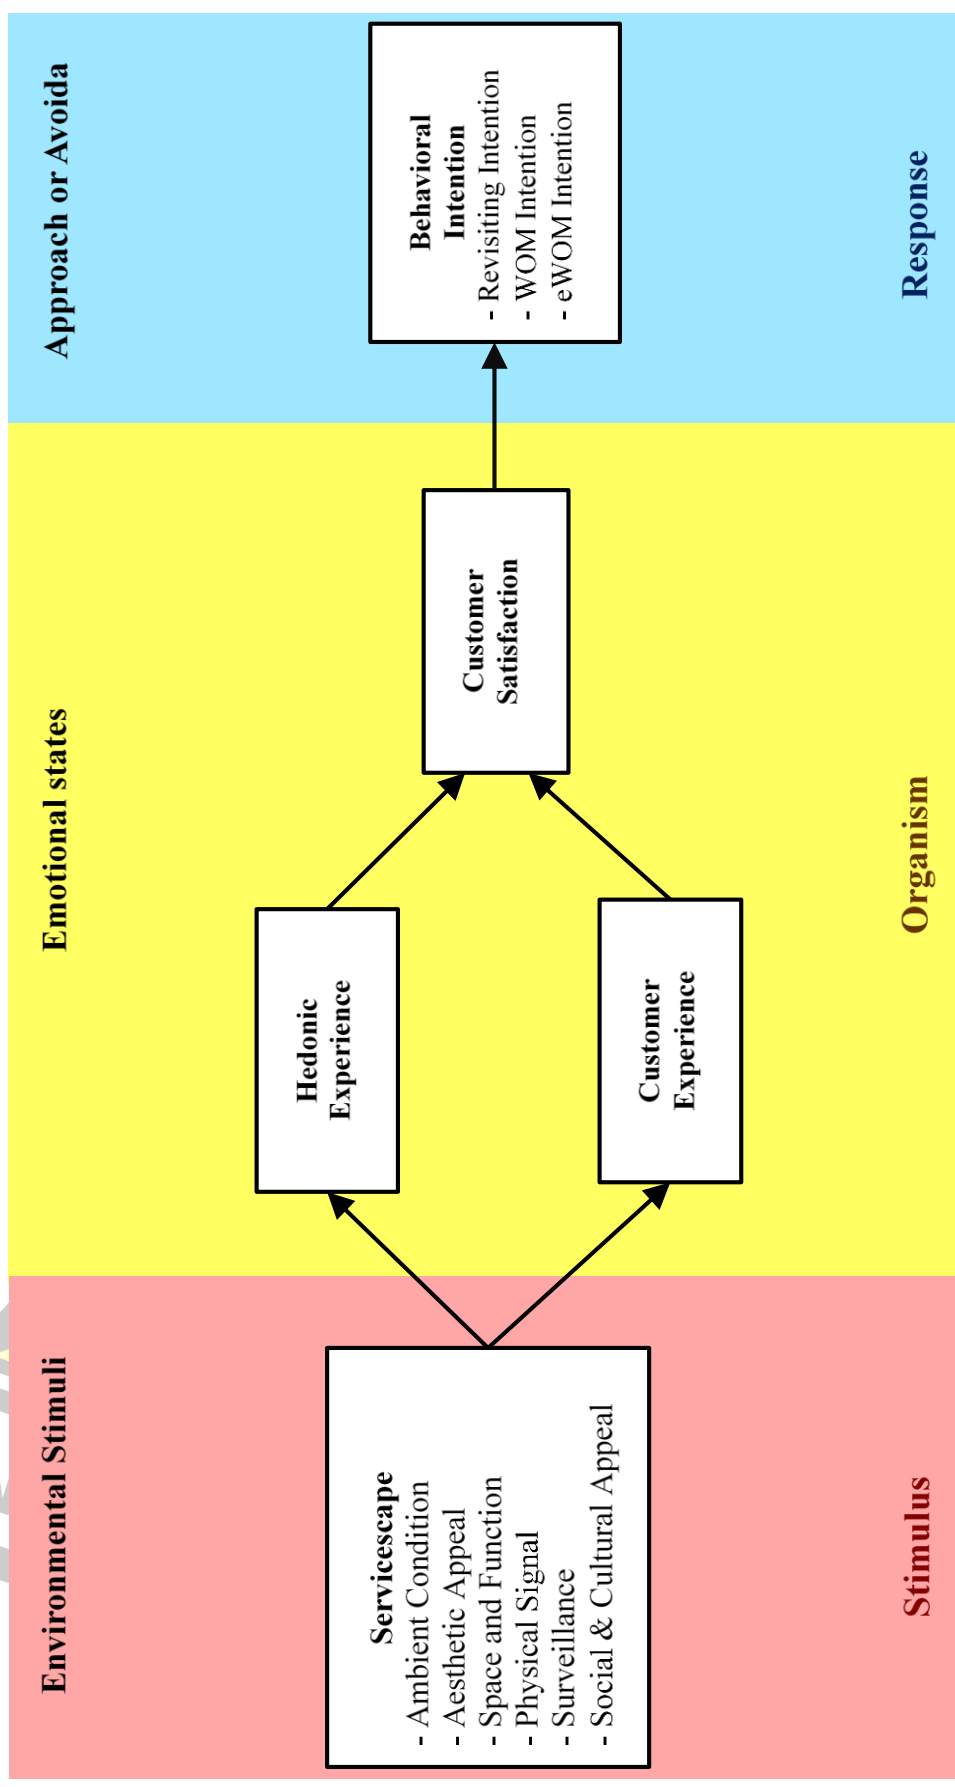 Environmental Stimuli
Emotional states
Approach or Avoida
Servicescape
- Ambient Condition
- Aesthetic Appeal
- Space and Function
- Physical Signal
- Surveillance
- Social & Cultural Appeal
Hedonic
Experience
Customer
Experience
Customer
Satisfaction
Behavioral
Intention
- Revisiting Intention
- WOM Intention
- eWOM Intention
Stimulus
Organism
Response